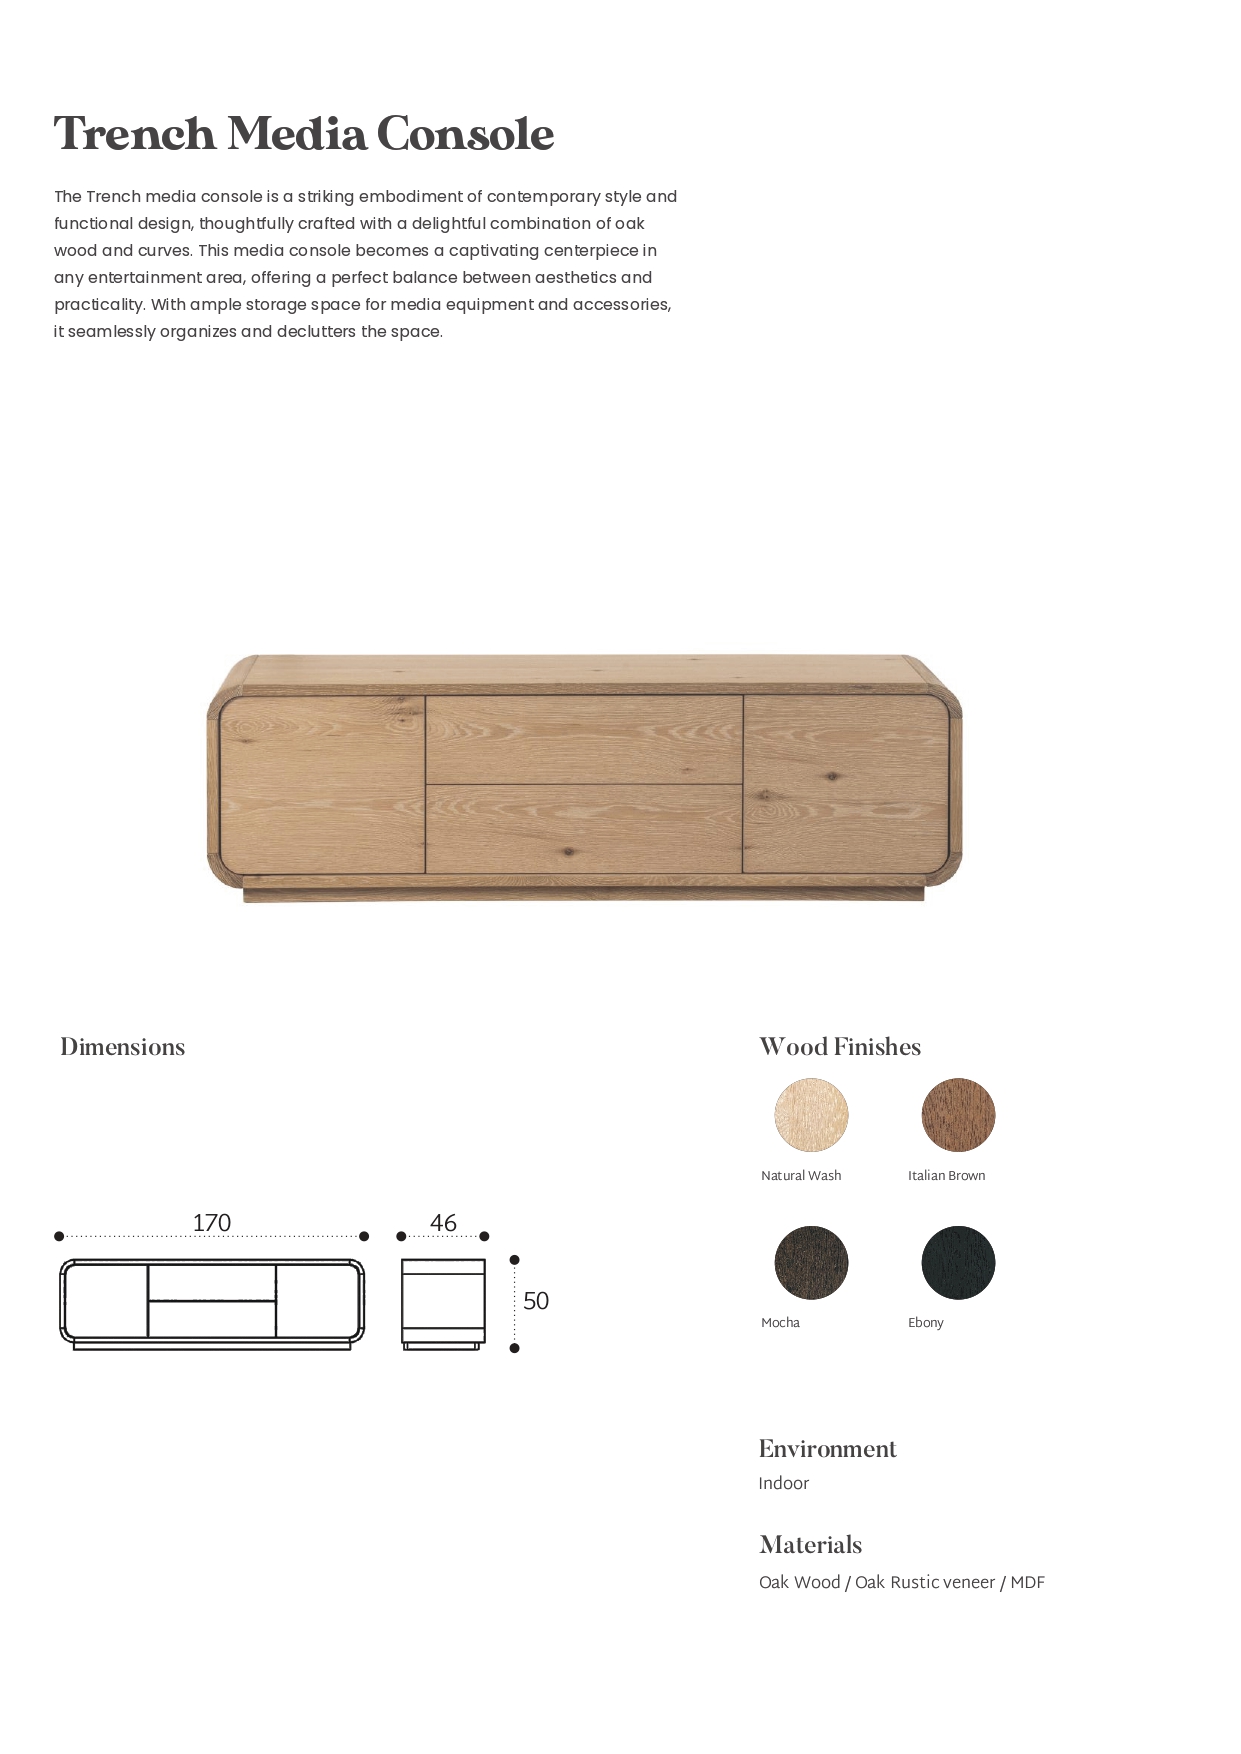 Trench Media Console
The Trench media console is a striking embodiment of contemporary style and
functional design, thoughtfully crafted with a delightful combination of oak
wood and curves. This media console becomes a captivating centerpiece in
any entertainment area, offering a perfect balance between aesthetics and
practicality. With ample storage space for media equipment and accessories,
it seamlessly organizes and declutters the space.
Dimensions
170
46
50
Wood Finishes
Natural Wash
Italian Brown
Mocha
Ebony
Environment
Indoor
Materials
Oak Wood / Oak Rustic veneer / MDF